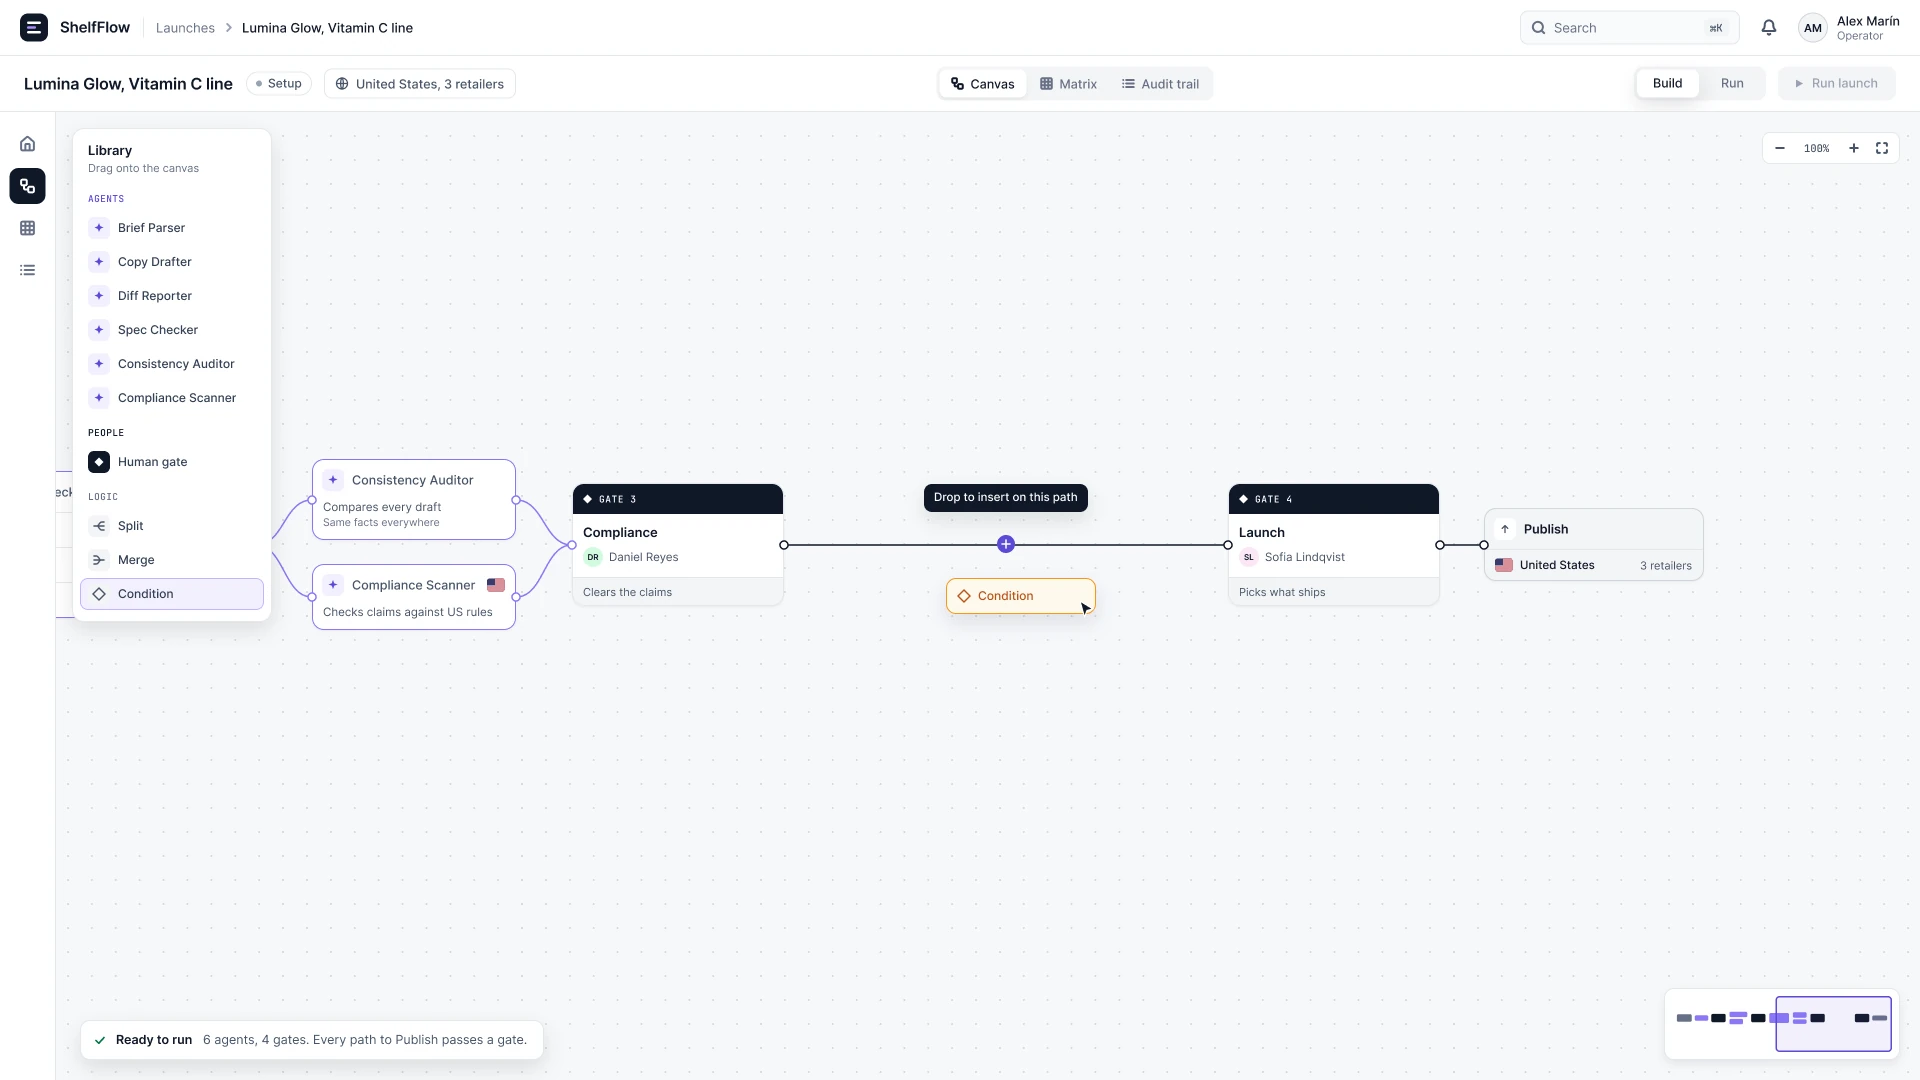 ShelfFlow
Launches
Lumina Glow, Vitamin C line
Search
⌘K
AM
Alex Marín
Operator
Lumina Glow, Vitamin C line
Setup
United States, 3 retailers
Canvas
Matrix
Audit trail
Build
Run
Run launch
Library
Drag onto the canvas
AGENTS
Brief Parser
Copy Drafter
Diff Reporter
Spec Checker
Consistency Auditor
Compliance Scanner
PEOPLE
Human gate
LOGIC
Split
Merge
Condition
100%
Consistency Auditor
Compares every draft
Same facts everywhere
Compliance Scanner
Checks claims against US rules
GATE 3
Compliance
DR
Daniel Reyes
Clears the claims
Drop to insert on this path
Condition
GATE 4
Launch
SL
Sofia Lindqvist
Picks what ships
Publish
United States
3 retailers
Ready to run
6 agents, 4 gates. Every path to Publish passes a gate.